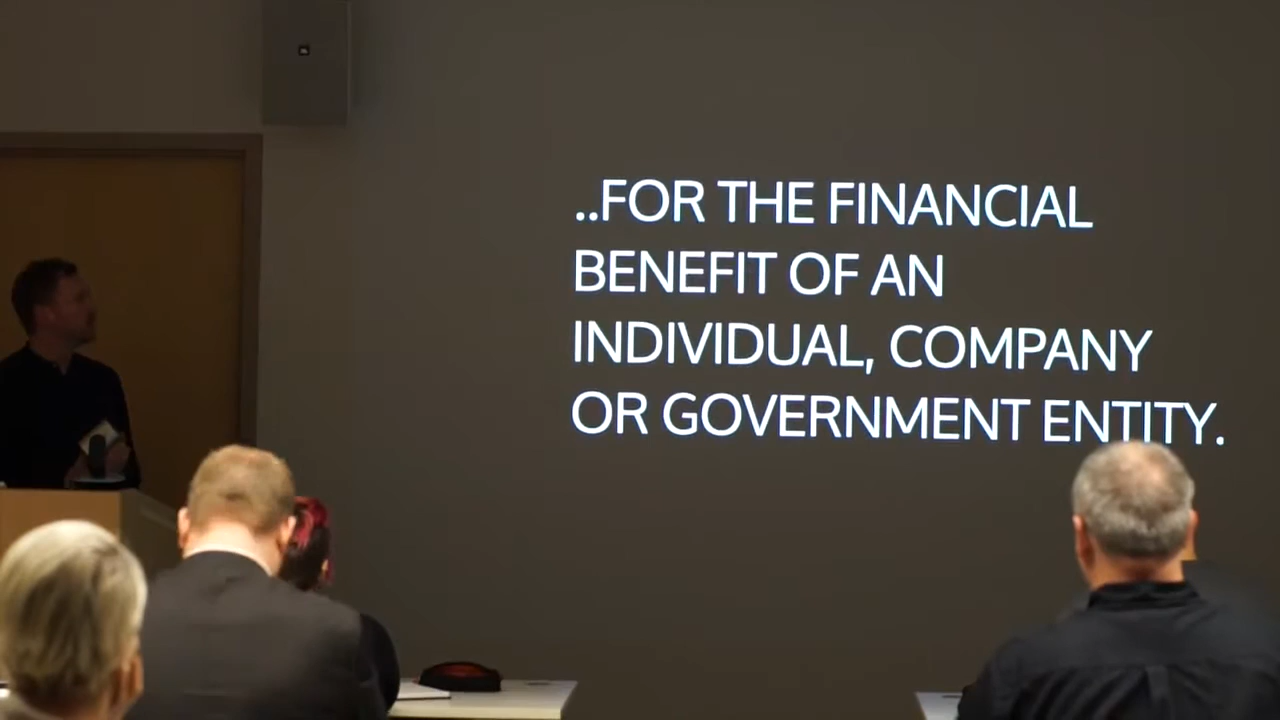 ..FOR THE FINANCIAL
BENEFIT OF AN
INDIVIDUAL, COMPANY
OR GOVERNMENT ENTITY.